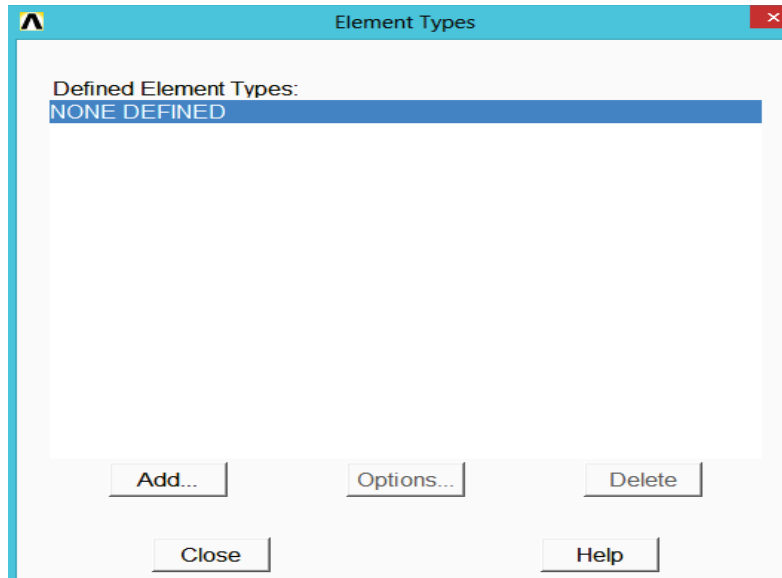 Element Types
Defined Element Types:
NONE DEFINED
Add... Options... Delete
Close Help